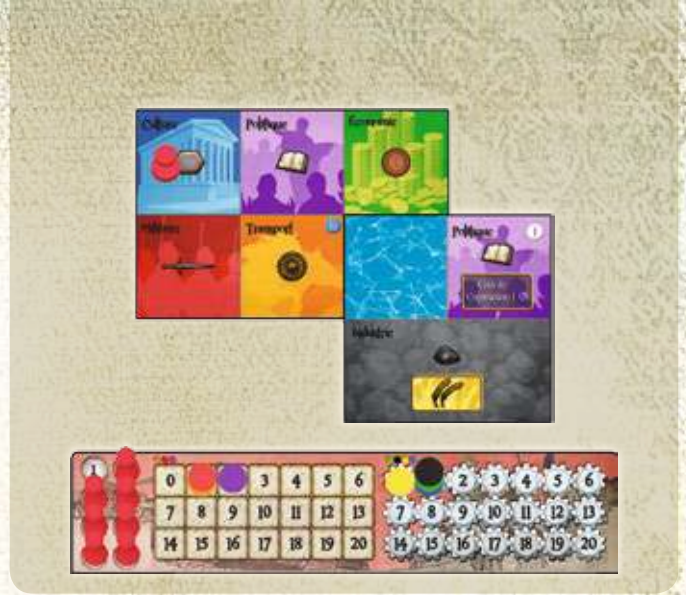 Culture Politique Économie
Transport Politique 1
Industrie
1
0 3 4 5 6 2 3 4 5 6
7 8 9 10 11 12 13 7 8 9 10 11 12 13
14 15 16 17 18 19 20 14 15 16 17 18 19 20